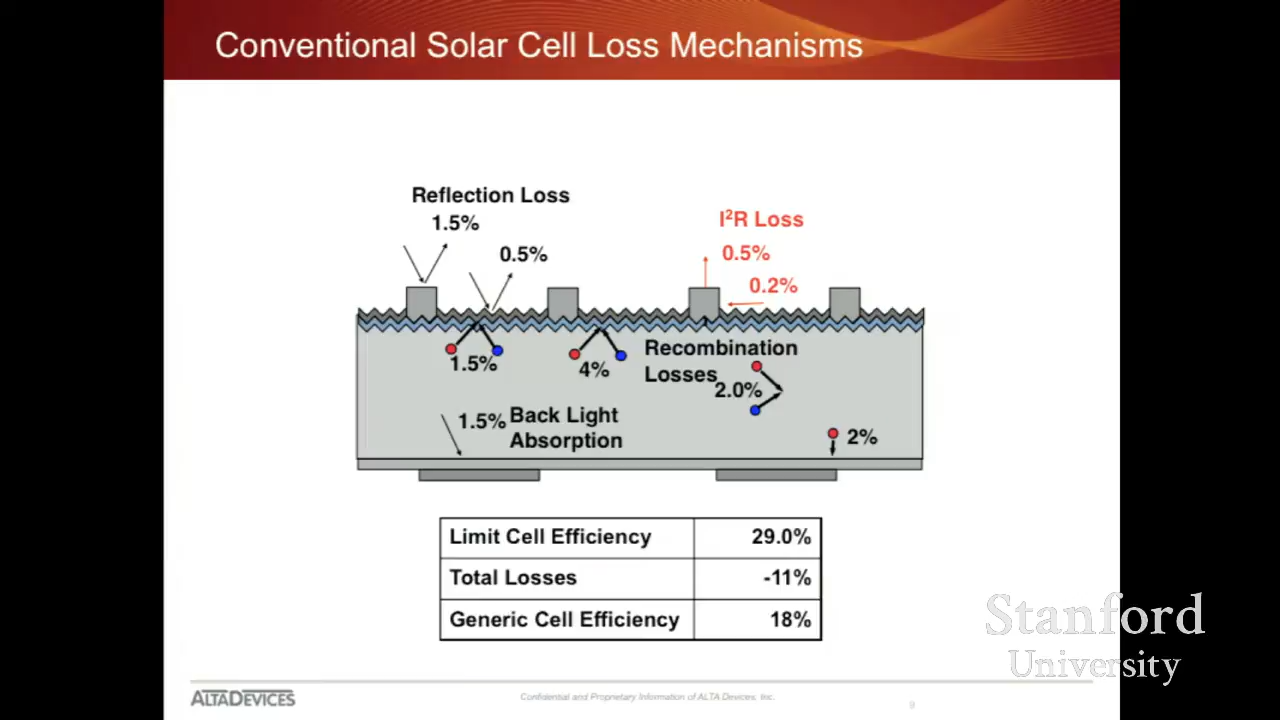 Conventional Solar Cell Loss Mechanisms
Reflection Loss
1.5%
0.5%
I²R Loss
0.5%
0.2%
1.5%
4%
Recombination
Losses
2.0%
1.5%
Back Light
Absorption
2%
Limit Cell Efficiency 29.0%
Total Losses -11%
Generic Cell Efficiency 18%
Stanford
University
ALTADEVICES
Confidential and Proprietary Information of ALTA Devices, Inc.